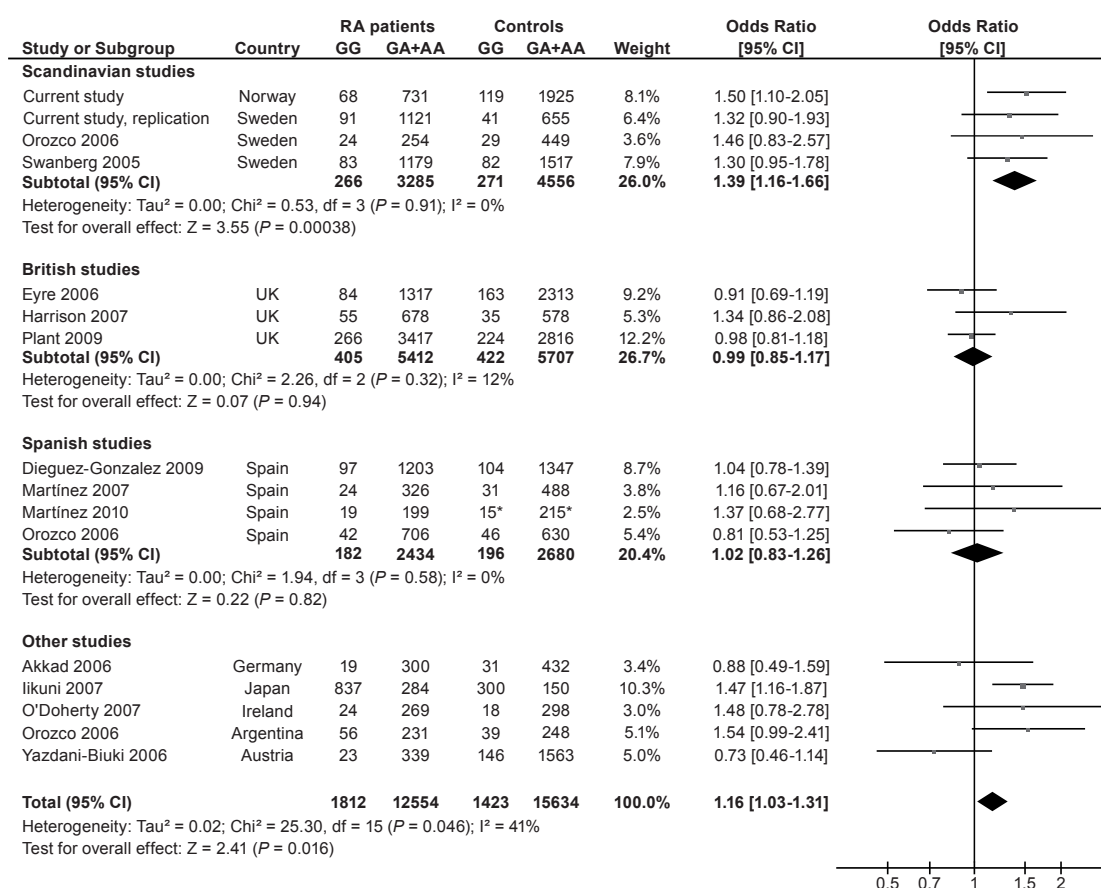 RA patients Controls Odds Ratio Odds Ratio
Study or Subgroup Country GG GA+AA GG GA+AA Weight [95% CI] [95% CI]
Scandinavian studies
Current study Norway 68 731 119 1925 8.1% 1.50 [1.10-2.05]
Current study, replication Sweden 91 1121 41 655 6.4% 1.32 [0.90-1.93]
Orozco 2006 Sweden 24 254 29 449 3.6% 1.46 [0.83-2.57]
Swanberg 2005 Sweden 83 1179 82 1517 7.9% 1.30 [0.95-1.78]
Subtotal (95% CI) 266 3285 271 4556 26.0% 1.39 [1.16-1.66]
Heterogeneity: Tau² = 0.00; Chi² = 0.53, df = 3 (P = 0.91); I² = 0%
Test for overall effect: Z = 3.55 (P = 0.00038)
British studies
Eyre 2006 UK 84 1317 163 2313 9.2% 0.91 [0.69-1.19]
Harrison 2007 UK 55 678 35 578 5.3% 1.34 [0.86-2.08]
Plant 2009 UK 266 3417 224 2816 12.2% 0.98 [0.81-1.18]
Subtotal (95% CI) 405 5412 422 5707 26.7% 0.99 [0.85-1.17]
Heterogeneity: Tau² = 0.00; Chi² = 2.26, df = 2 (P = 0.32); I² = 12%
Test for overall effect: Z = 0.07 (P = 0.94)
Spanish studies
Dieguez-Gonzalez 2009 Spain 97 1203 104 1347 8.7% 1.04 [0.78-1.39]
Martínez 2007 Spain 24 326 31 488 3.8% 1.16 [0.67-2.01]
Martínez 2010 Spain 19 199 15* 215* 2.5% 1.37 [0.68-2.77]
Orozco 2006 Spain 42 706 46 630 5.4% 0.81 [0.53-1.25]
Subtotal (95% CI) 182 2434 196 2680 20.4% 1.02 [0.83-1.26]
Heterogeneity: Tau² = 0.00; Chi² = 1.94, df = 3 (P = 0.58); I² = 0%
Test for overall effect: Z = 0.22 (P = 0.82)
Other studies
Akkad 2006 Germany 19 300 31 432 3.4% 0.88 [0.49-1.59]
Iikuni 2007 Japan 837 284 300 150 10.3% 1.47 [1.16-1.87]
O'Doherty 2007 Ireland 24 269 18 298 3.0% 1.48 [0.78-2.78]
Orozco 2006 Argentina 56 231 39 248 5.1% 1.54 [0.99-2.41]
Yazdani-Biuki 2006 Austria 23 339 146 1563 5.0% 0.73 [0.46-1.14]
Total (95% CI) 1812 12554 1423 15634 100.0% 1.16 [1.03-1.31]
Heterogeneity: Tau² = 0.02; Chi² = 25.30, df = 15 (P = 0.046); I² = 41%
Test for overall effect: Z = 2.41 (P = 0.016)
0.5 0.7 1 1.5 2